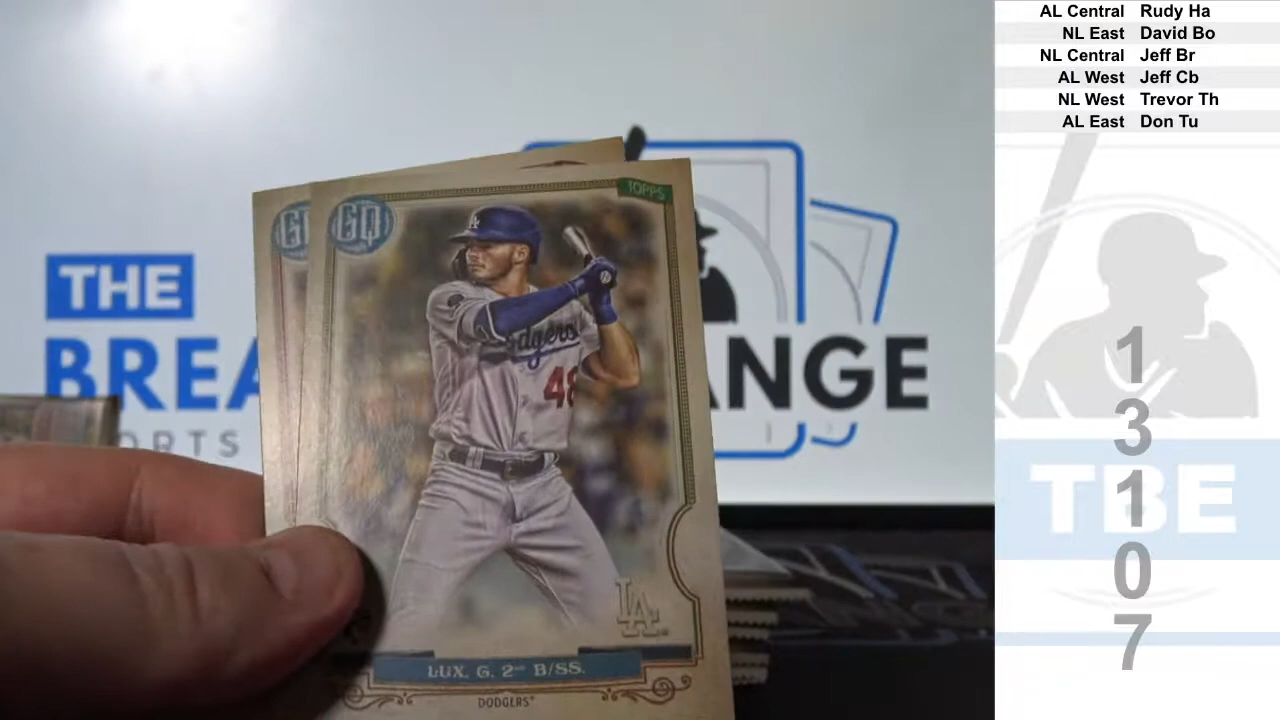 AL Central Rudy Ha
NL East David Bo
NL Central Jeff Br
AL West Jeff Cb
NL West Trevor Th
AL East Don Tu
THE
BREA
ANGE
ORTS
TOPPS
GQ
GQ
Dodgers
48
LA
LUX, G. 2ND B/SS.
DODGERS
TBE
1
3
1
0
7